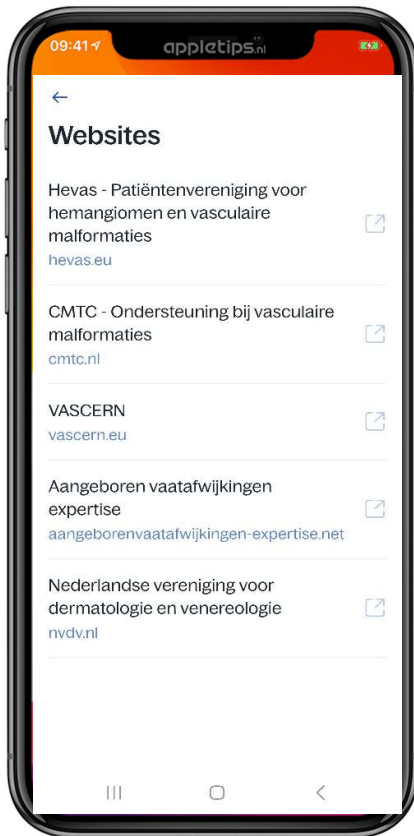 09:41
appletips.nl
Websites
Hevas - Patiëntenvereniging voor
hemangiomen en vasculaire
malformaties
hevas.eu
CMTC - Ondersteuning bij vasculaire
malformaties
cmtc.nl
VASCERN
vascern.eu
Aangeboren vaatafwijkingen
expertise
aangeborenvaatafwijkingen-expertise.net
Nederlandse vereniging voor
dermatologie en venereologie
nvdv.nl